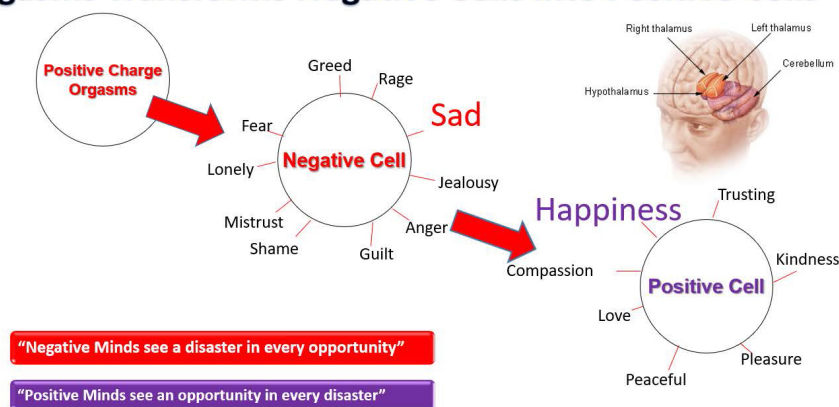 Positive Charge
Orgasms
Greed
Rage
Sad
Fear
Negative Cell
Lonely
Jealousy
Mistrust
Shame
Guilt
Anger
Right thalamus
Left thalamus
Cerebellum
Hypothalamus
Happiness
Trusting
Compassion
Kindness
Positive Cell
Love
Pleasure
Peaceful
“Negative Minds see a disaster in every opportunity”
“Positive Minds see an opportunity in every disaster”